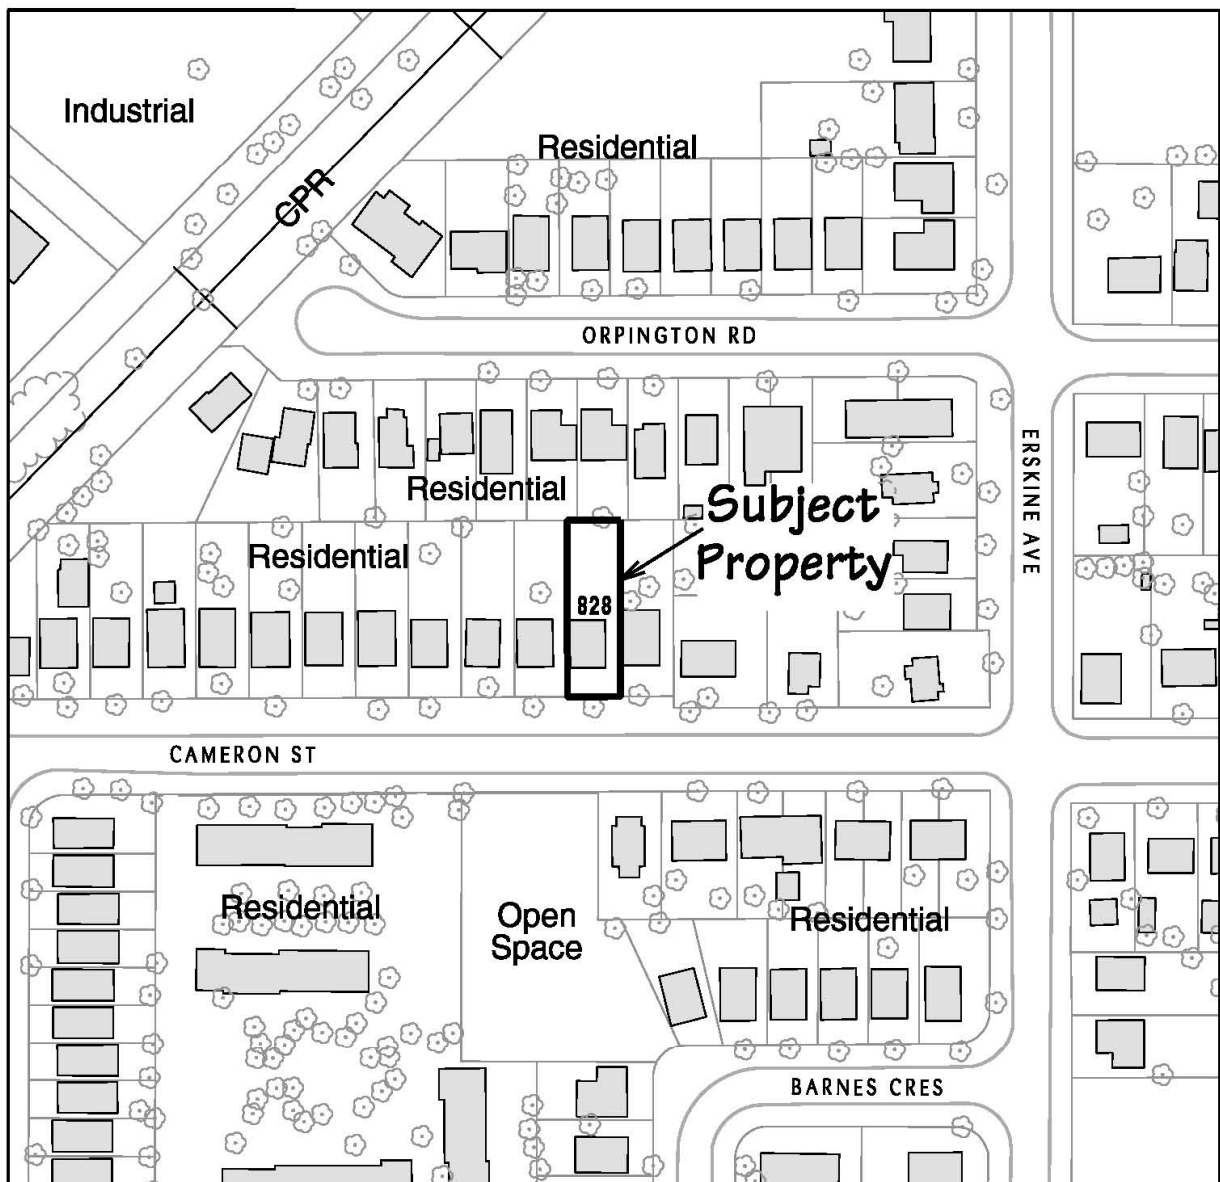 Industrial
Residential
CPR
ORPINGTON RD
ERSKINE AVE
Residential
Subject
Property
Residential
828
CAMERON ST
Residential
Open
Space
Residential
BARNES CRES